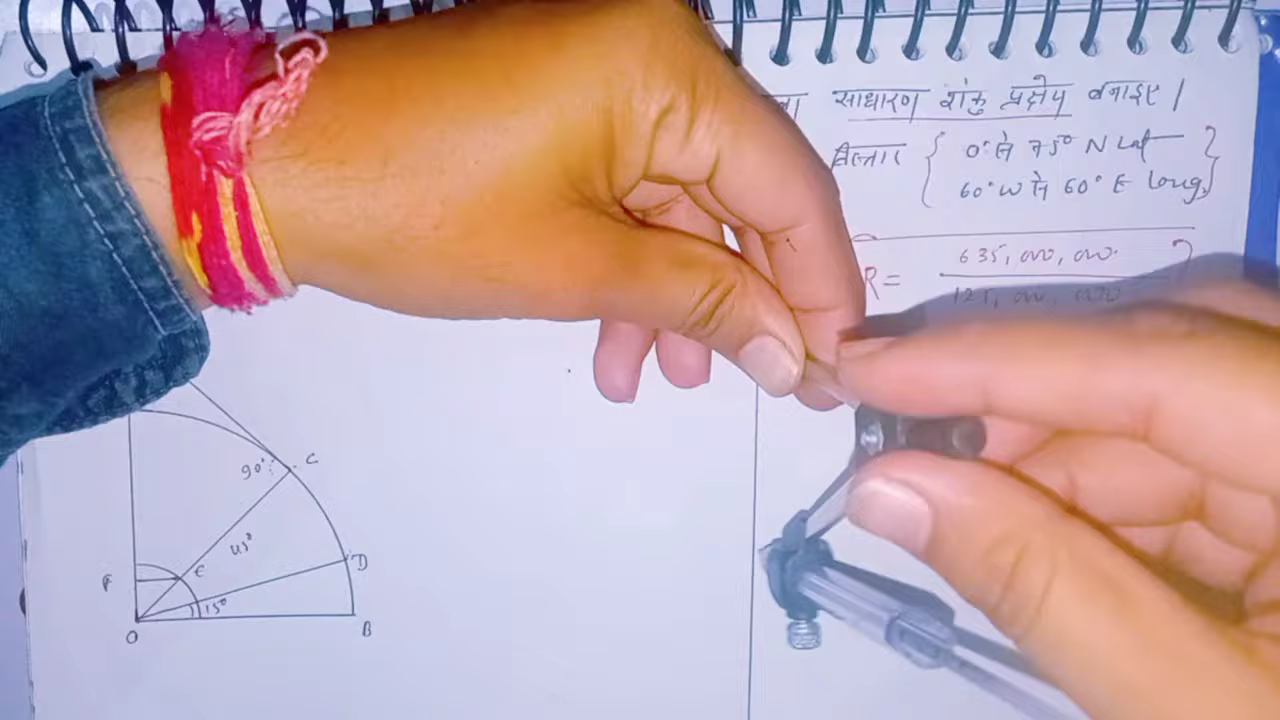 साधारण शंकु प्रक्षेप बनाइए।
विस्तार { 0° से 75° N Lat
60° W से 60° E Long. }
R = 635,000,000
125,000,000
90°
C
45°
D
F
E
15°
O
B